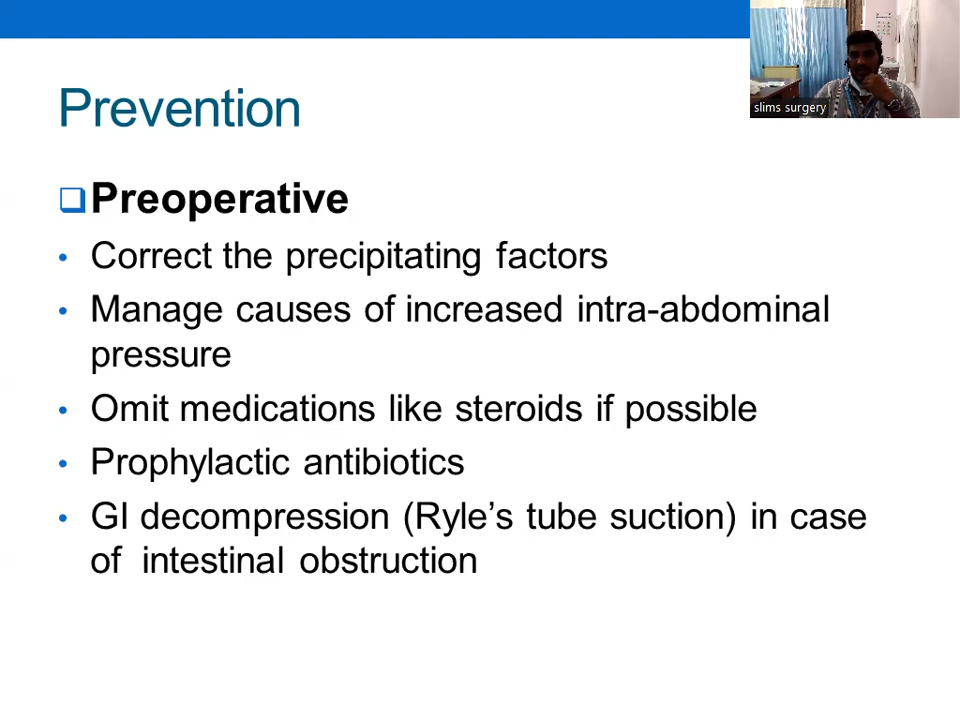 slims surgery
Prevention
Preoperative
• Correct the precipitating factors
• Manage causes of increased intra-abdominal
pressure
• Omit medications like steroids if possible
• Prophylactic antibiotics
• GI decompression (Ryle’s tube suction) in case
of intestinal obstruction